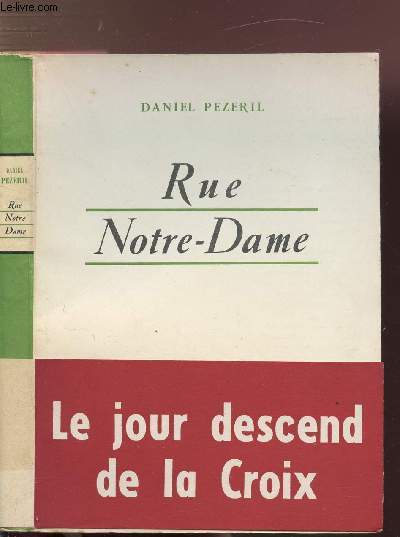 Le-livre.com
DANIEL PEZERIL
Rue
Notre-Dame
Le jour descend
de la Croix
DANIEL
PEZERIL
Rue
Notre
Dame